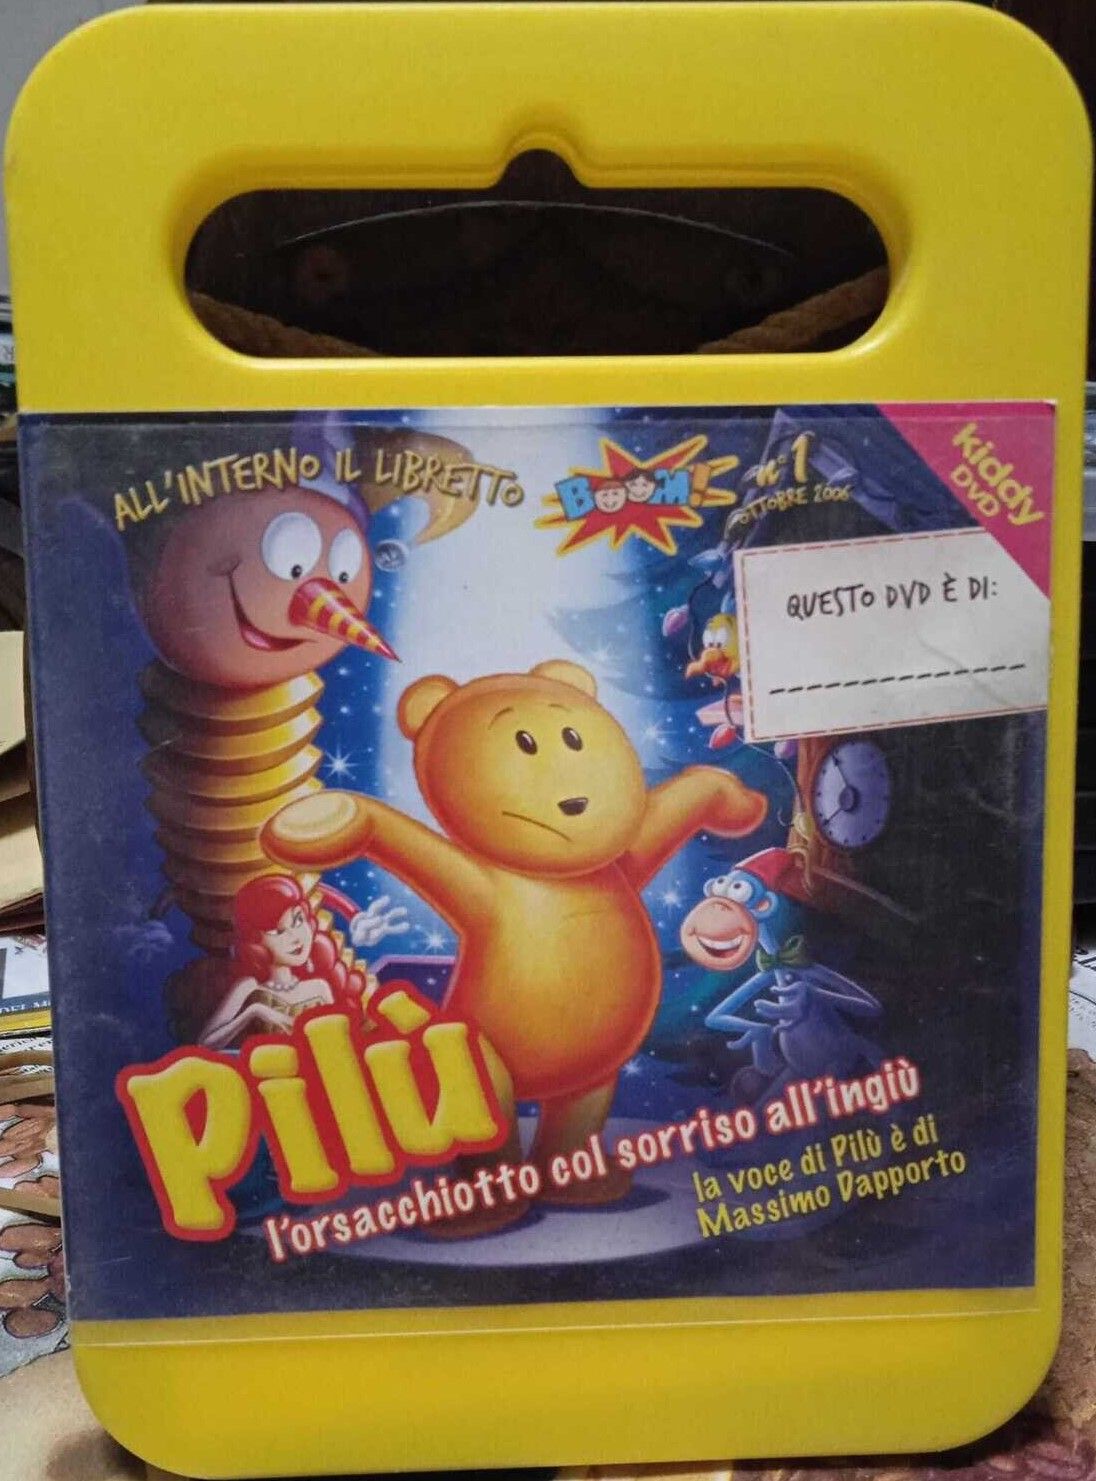 ALL'INTERNO IL LIBRETTO
BOOM!
n°1
OTTOBRE 2006
kiddy
DVD
QUESTO DVD È DI:
Pilù
l'orsacchiotto col sorriso all'ingiù
la voce di Pilù è di
Massimo Dapporto